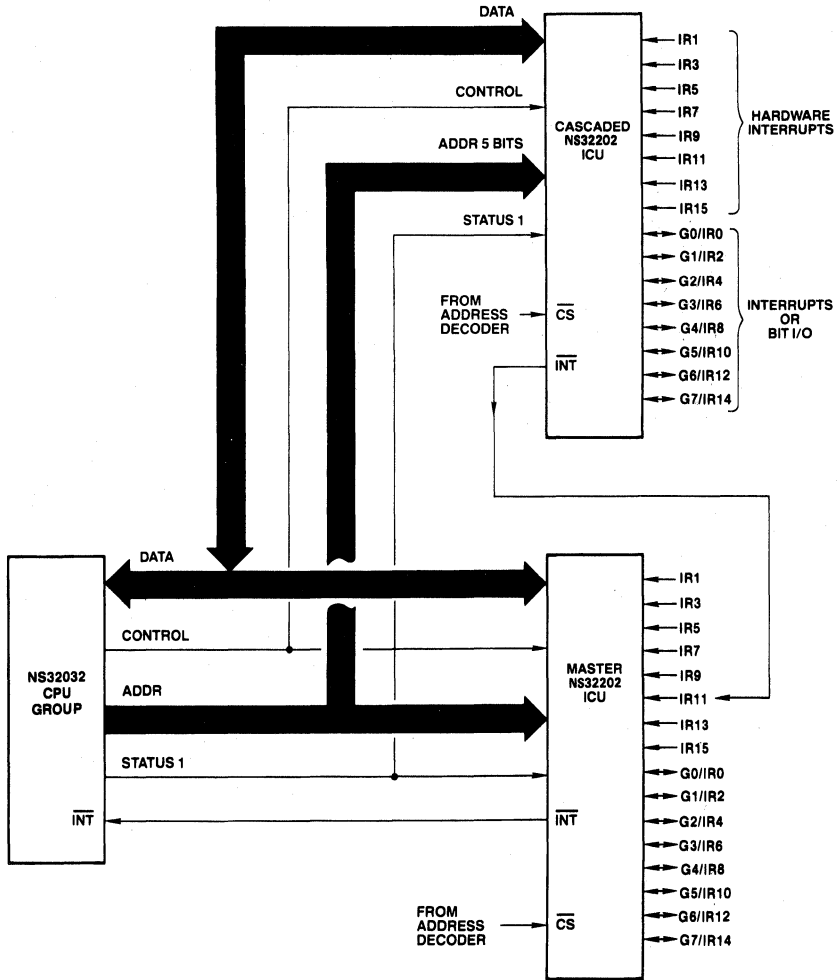 DATA
CONTROL
ADDR 5 BITS
STATUS 1
FROM
ADDRESS
DECODER
CASCADED
NS32202
ICU
CS
INT
IR1
IR3
IR5
IR7
IR9
IR11
IR13
IR15
G0/IR0
G1/IR2
G2/IR4
G3/IR6
G4/IR8
G5/IR10
G6/IR12
G7/IR14
HARDWARE
INTERRUPTS
INTERRUPTS
OR
BIT I/O
NS32032
CPU
GROUP
INT
DATA
CONTROL
ADDR
STATUS 1
FROM
ADDRESS
DECODER
MASTER
NS32202
ICU
INT
CS
IR1
IR3
IR5
IR7
IR9
IR11
IR13
IR15
G0/IR0
G1/IR2
G2/IR4
G3/IR6
G4/IR8
G5/IR10
G6/IR12
G7/IR14